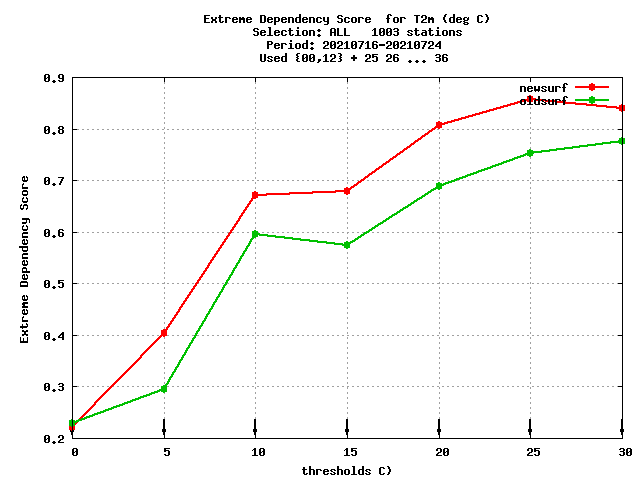 Extreme Dependency Score  for T2m (deg C)
Selection: ALL   1003 stations
Period: 20210716-20210724
Used {00,12} + 25 26 ... 36
newsurf
oldsurf
Extreme Dependency Score
0.9
0.8
0.7
0.6
0.5
0.4
0.3
0.2
0 5 10 15 20 25 30
thresholds C)